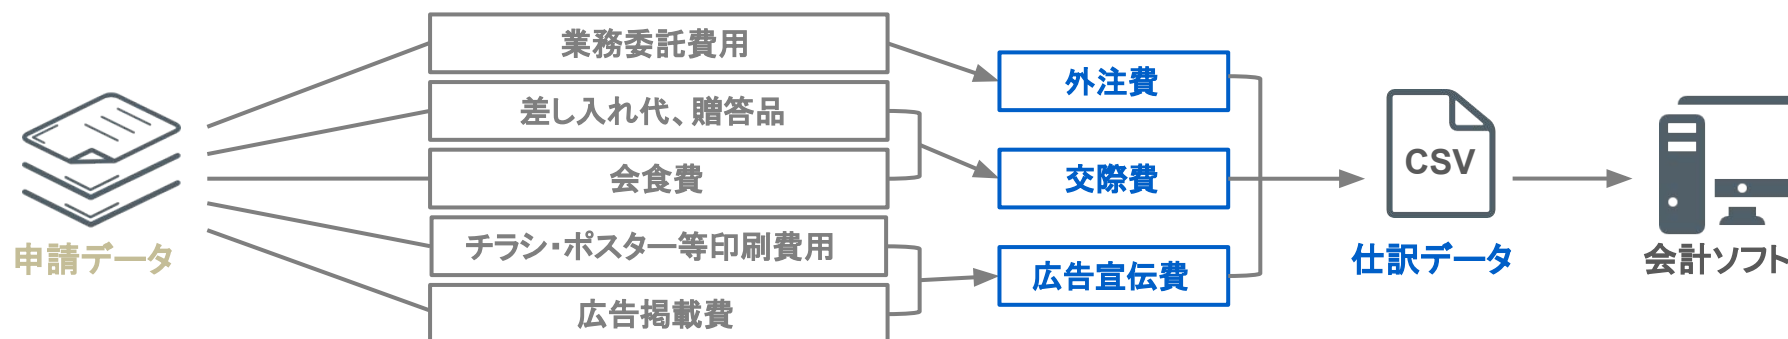 業務委託費用
差し入れ代、贈答品
会食費
チラシ・ポスター等印刷費用
広告掲載費
外注費
交際費
広告宣伝費
CSV
申請データ
仕訳データ
会計ソフト